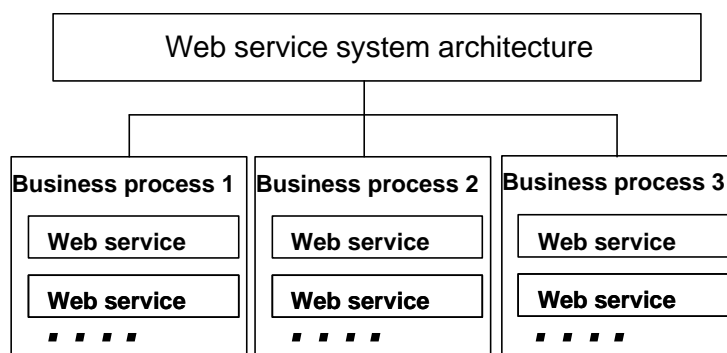 Web service system architecture
Business process 1
Web service
Web service
. . . .
Business process 2
Web service
Web service
. . . .
Business process 3
Web service
Web service
. . . .